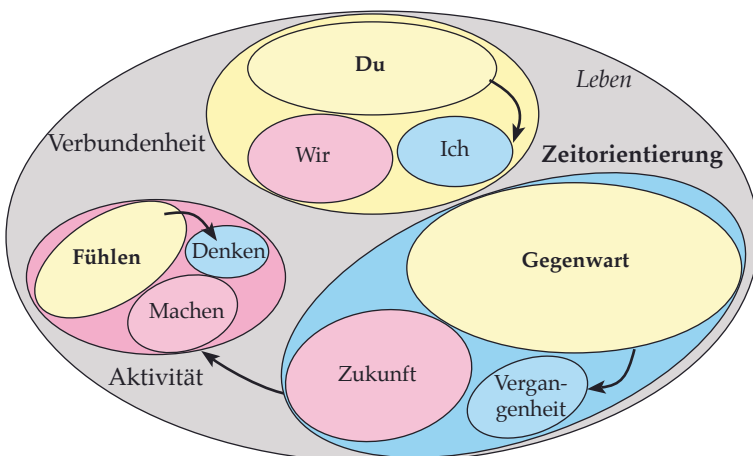 Du
Leben
Verbundenheit
Wir
Ich
Zeitorientierung
Fühlen
Denken
Gegenwart
Machen
Zukunft
Aktivität
Vergan-
genheit